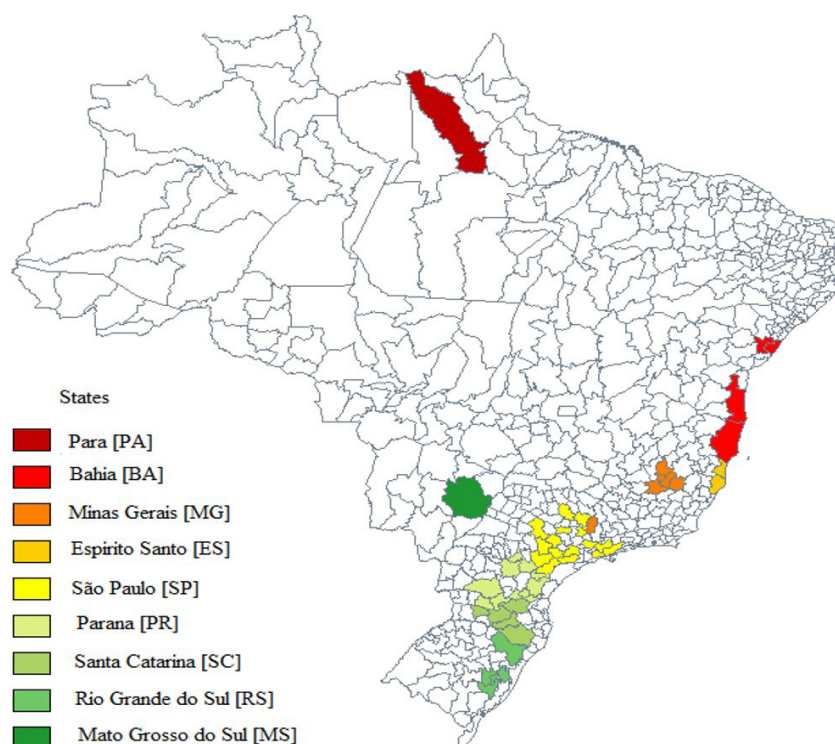 States
Para [PA]
Bahia [BA]
Minas Gerais [MG]
Espirito Santo [ES]
São Paulo [SP]
Parana [PR]
Santa Catarina [SC]
Rio Grande do Sul [RS]
Mato Grosso do Sul [MS]